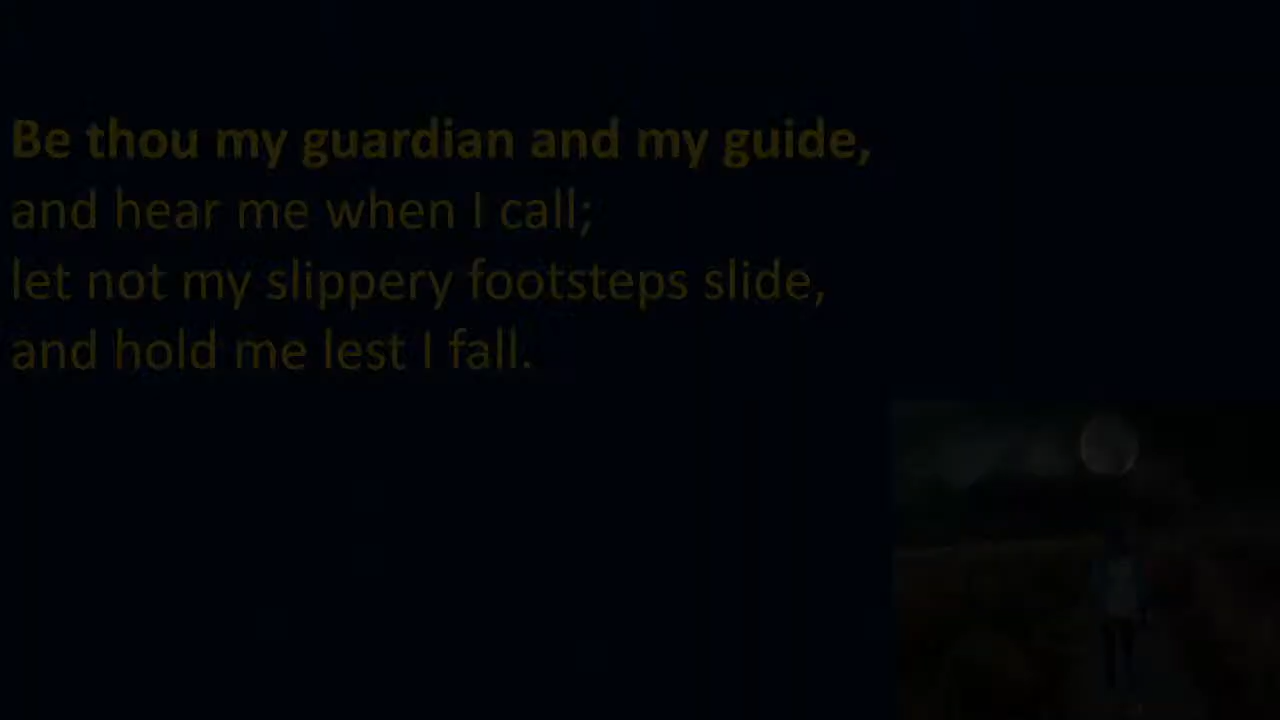 Be thou my guardian and my guide,
and hear me when I call;
let not my slippery footsteps slide,
and hold me lest I fall.